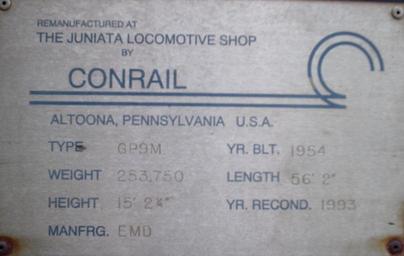 REMANUFACTURED AT
THE JUNIATA LOCOMOTIVE SHOP
BY
CONRAIL
ALTOONA, PENNSYLVANIA U.S.A.
TYPE GP9M YR. BLT. 1954
WEIGHT 253,750 LENGTH 56' 2"
HEIGHT 15' 2¾" YR. RECOND. 1993
MANFRG. EMD